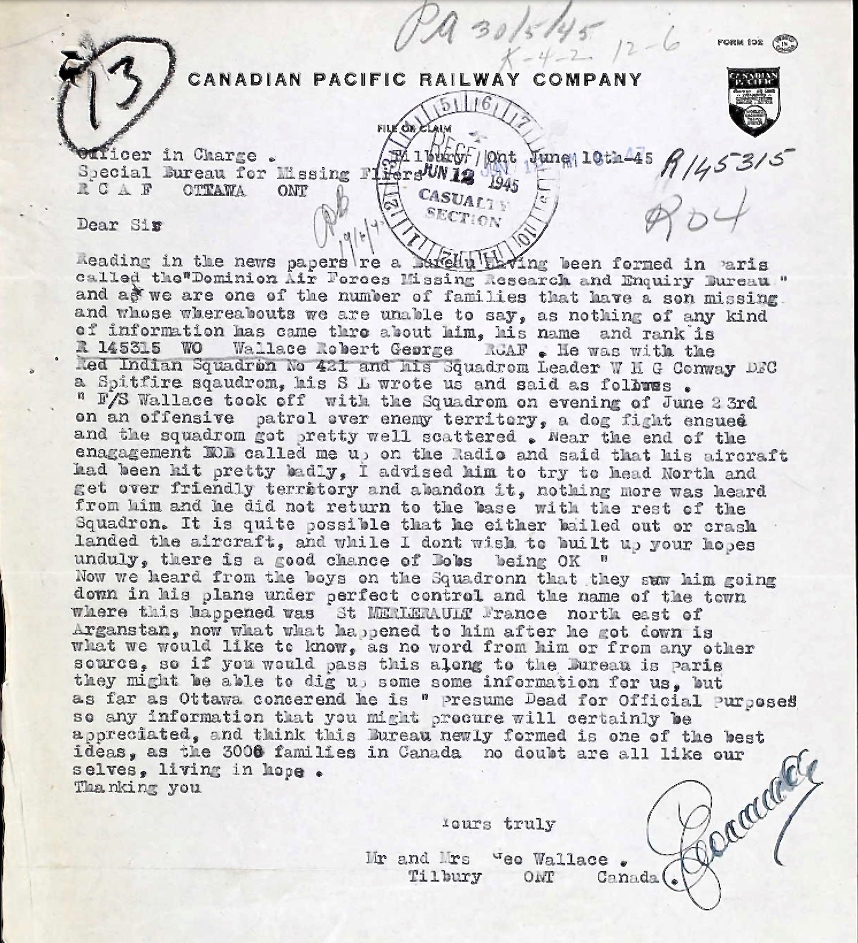 PA 30/5/45
K-4-2 12-6
FORM 102
13
CANADIAN PACIFIC RAILWAY COMPANY
CANADIAN
PACIFIC
FILE OR CLAIM
Officer in Charge . Tilbury Ont June 10th-45 R145315
Special Bureau for Missing Fliers
R C A F OTTAWA ONT
RECEIVED
JUN 12 1945
CASUALTY
SECTION
R04
Dear Sir
Reading in the news papers re a Bureau having been formed in Paris
called the"Dominion Air Forces Missing Research and Enquiry Bureau "
and as we are one of the number of families that have a son missing
and whose whereabouts we are unable to say, as nothing of any kind
of information has came thro about him, his name and rank is
R 145315 WO Wallace Robert George RCAF . He was with the
Red Indian Squadron No 421 and his Squadron Leader W H G Conway DFC
a Spitfire sqaudrom, his S L wrote us and said as follows .
" F/S Wallace took off with the Squadron on evening of June 23rd
on an offensive patrol over enemy territory, a dog fight ensued
and the squadrom got pretty well scattered . Near the end of the
enagagement BOB called me up on the Radio and said that his aircraft
had been hit pretty badly, I advised him to try to head North and
get over friendly territory and abandon it, nothing more was heard
from him and he did not return to the base with the rest of the
Squadron. It is quite possible that he either bailed out or crash
landed the aircraft, and while I dont wish to built up your hopes
unduly, there is a good chance of Bobs being OK "
Now we heard from the boys on the Squadronn that they saw him going
down in his plane under perfect control and the name of the town
where this happened was St MERLERAULT France north east of
Arganstan, now what what happened to him after he got down is
what we would like to know, as no word from him or from any other
source, so if you would pass this along to the Bureau is Paris
they might be able to dig up some some information for us, but
as far as Ottawa concerend he is " Presume Dead for Official Purposes
so any information that you might procure will certainly be
appreciated, and think this Bureau newly formed is one of the best
ideas, as the 3000 families in Canada no doubt are all like our
selves, living in hope .
Thanking you
Yours truly
Mr and Mrs Geo Wallace .
Tilbury ONT Canada.